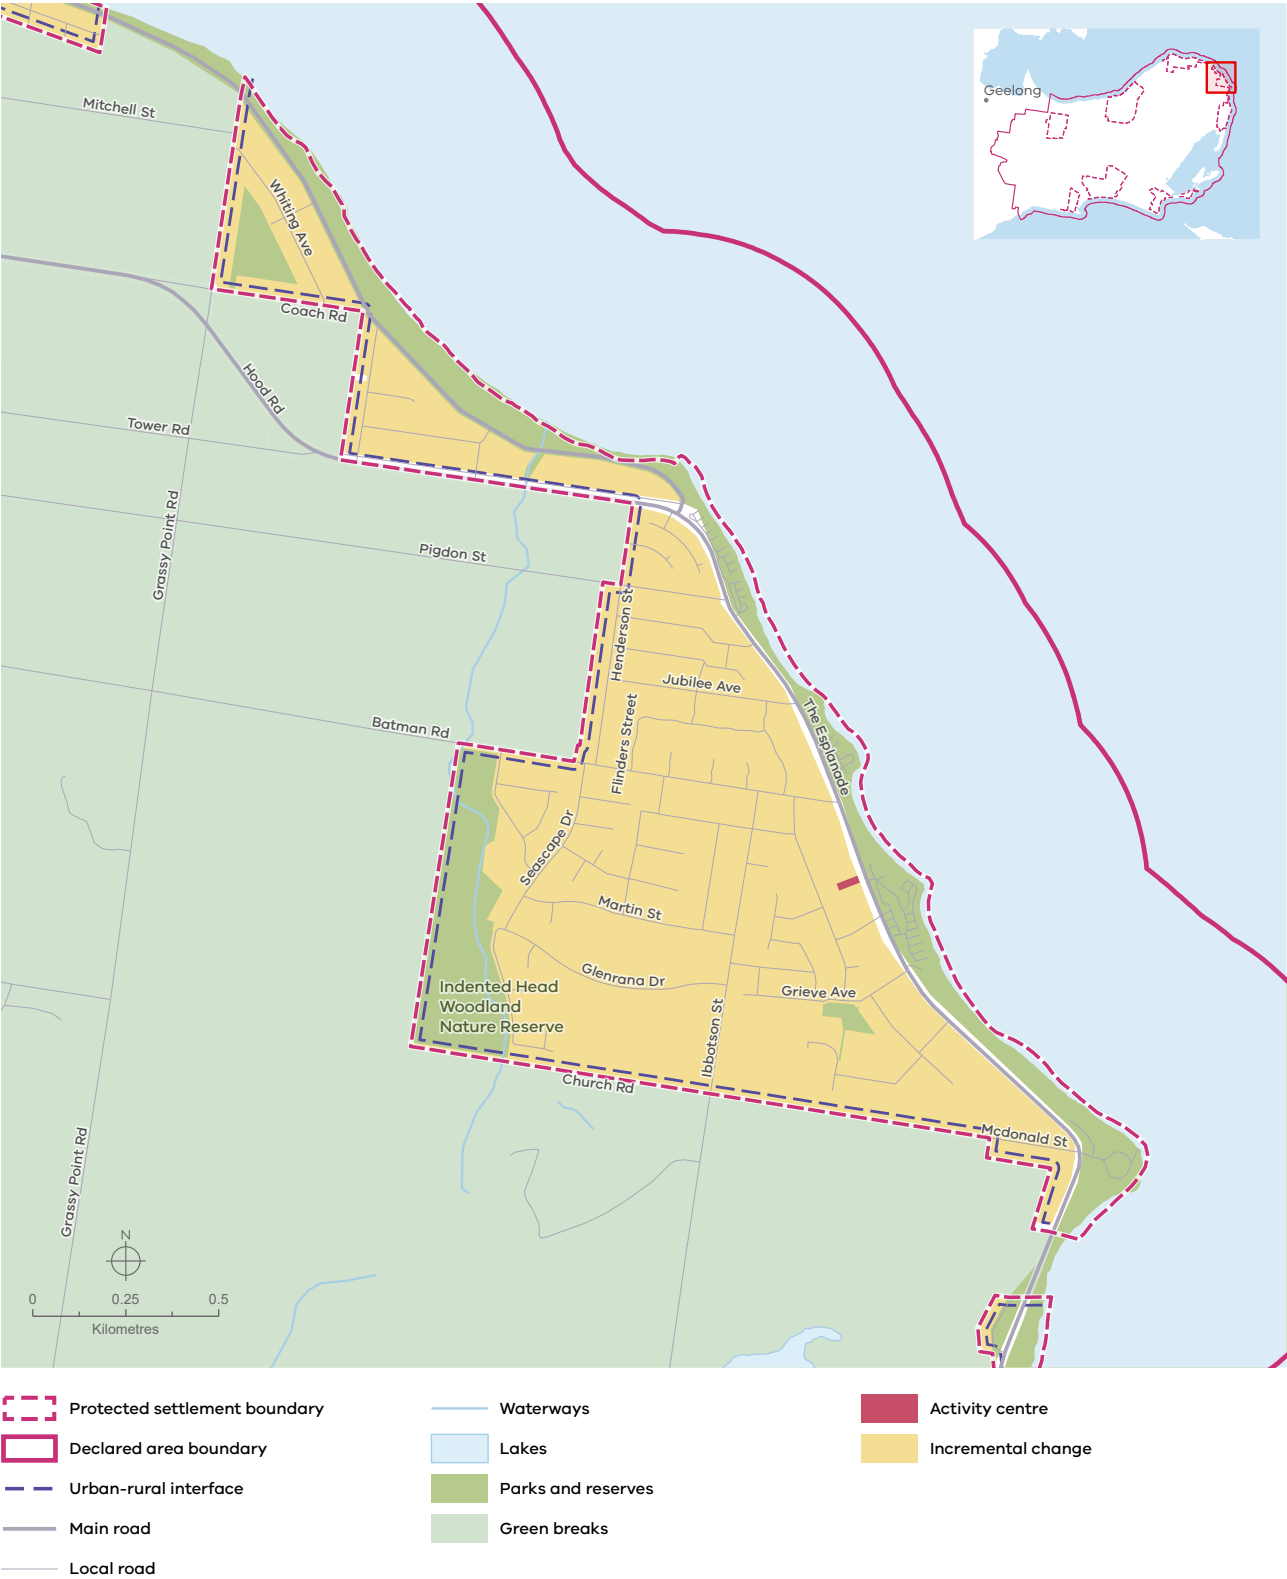 Geelong
Mitchell St
Whiting Ave
Coach Rd
Hood Rd
Tower Rd
Grassy Point Rd
Pigdon St
Henderson St
Jubilee Ave
Flinders Street
The Esplanade
Batman Rd
Seascape Dr
Martin St
Glenrana Dr
Grieve Ave
Indented Head
Woodland
Nature Reserve
Ibbotson St
Church Rd
Mcdonald St
Grassy Point Rd
N
0 0.25 0.5
Kilometres
Protected settlement boundary
Declared area boundary
Urban-rural interface
Main road
Local road
Waterways
Lakes
Parks and reserves
Green breaks
Activity centre
Incremental change